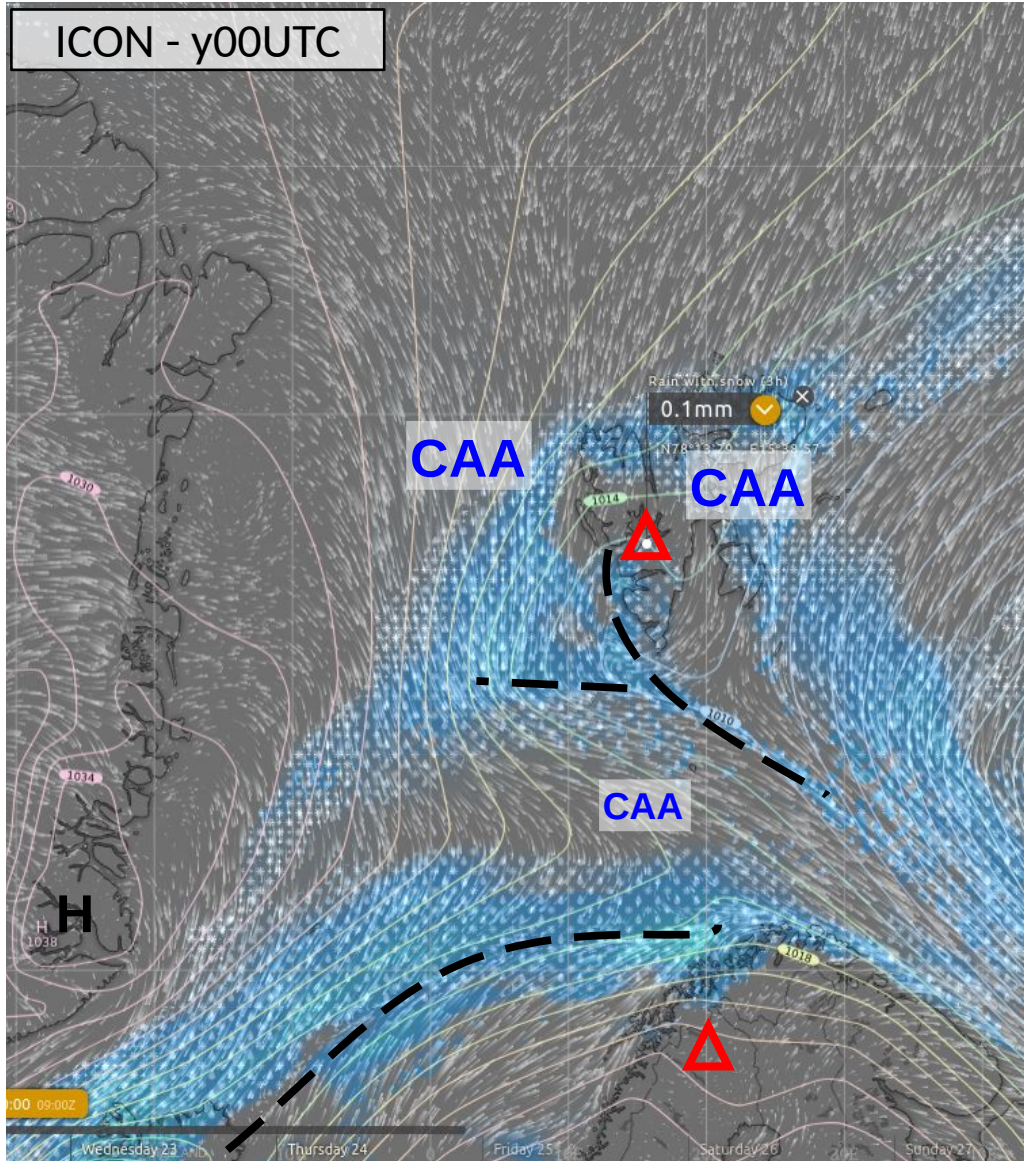 ICON - y00UTC
Rain with snow (3h)
0.1mm
CAA
CAA
1030
1014
1010
1034
CAA
H
H
1038
1018
:00 09:00Z
Wednesday 23
Thursday 24
Friday 25
Saturday 26
Sunday 27